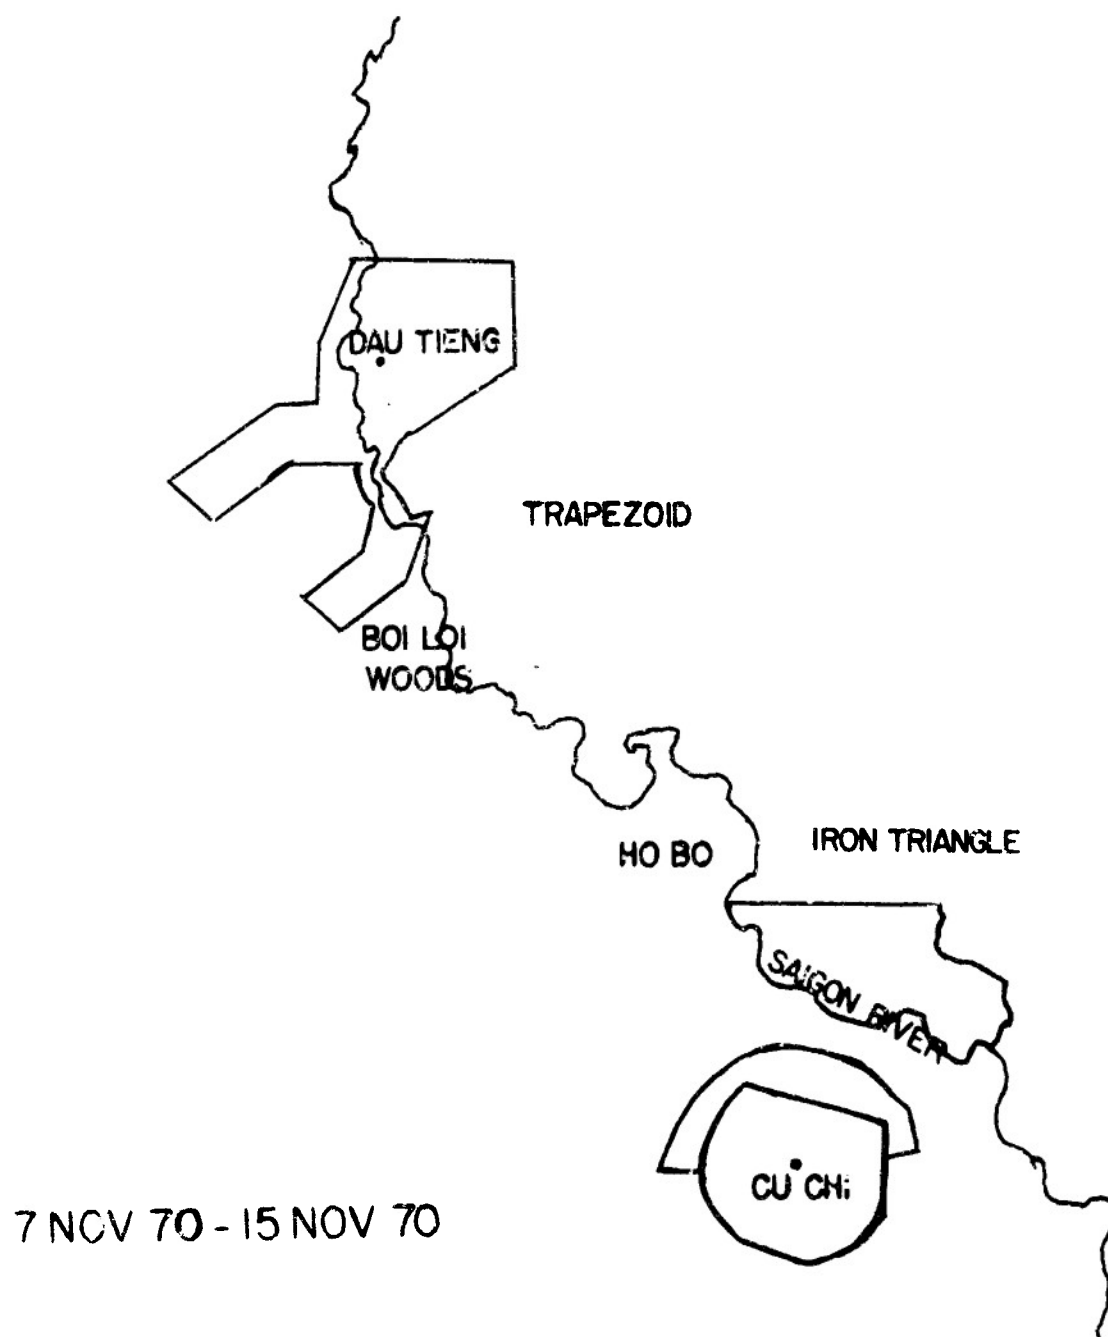 DAU TIENG
TRAPEZOID
BOI LOI
WOODS
HO BO
IRON TRIANGLE
SAIGON RIVER
CU CHI
7 NOV 70 - 15 NOV 70